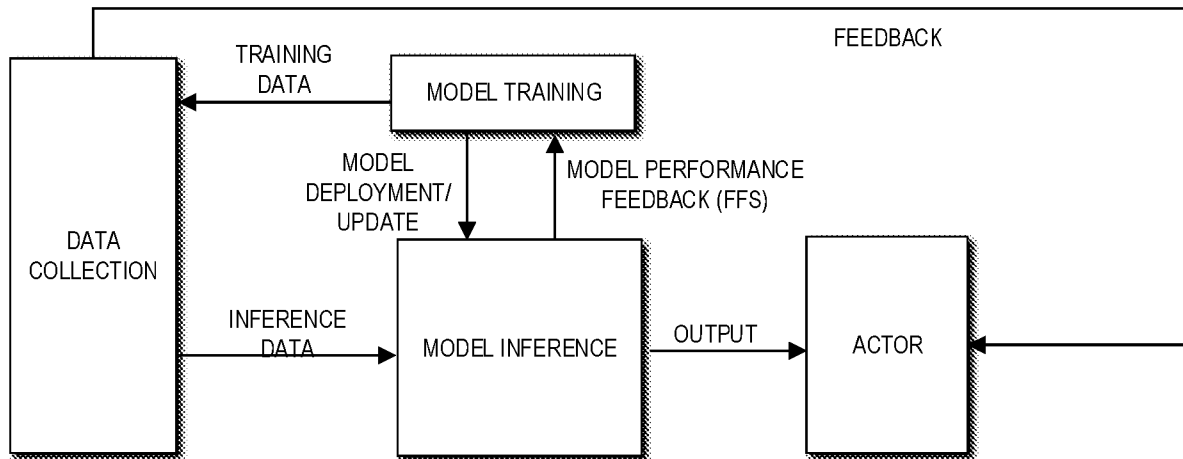 FEEDBACK
TRAINING
DATA
MODEL TRAINING
MODEL
DEPLOYMENT/
UPDATE
MODEL PERFORMANCE
FEEDBACK (FFS)
DATA
COLLECTION
INFERENCE
DATA
MODEL INFERENCE
OUTPUT
ACTOR